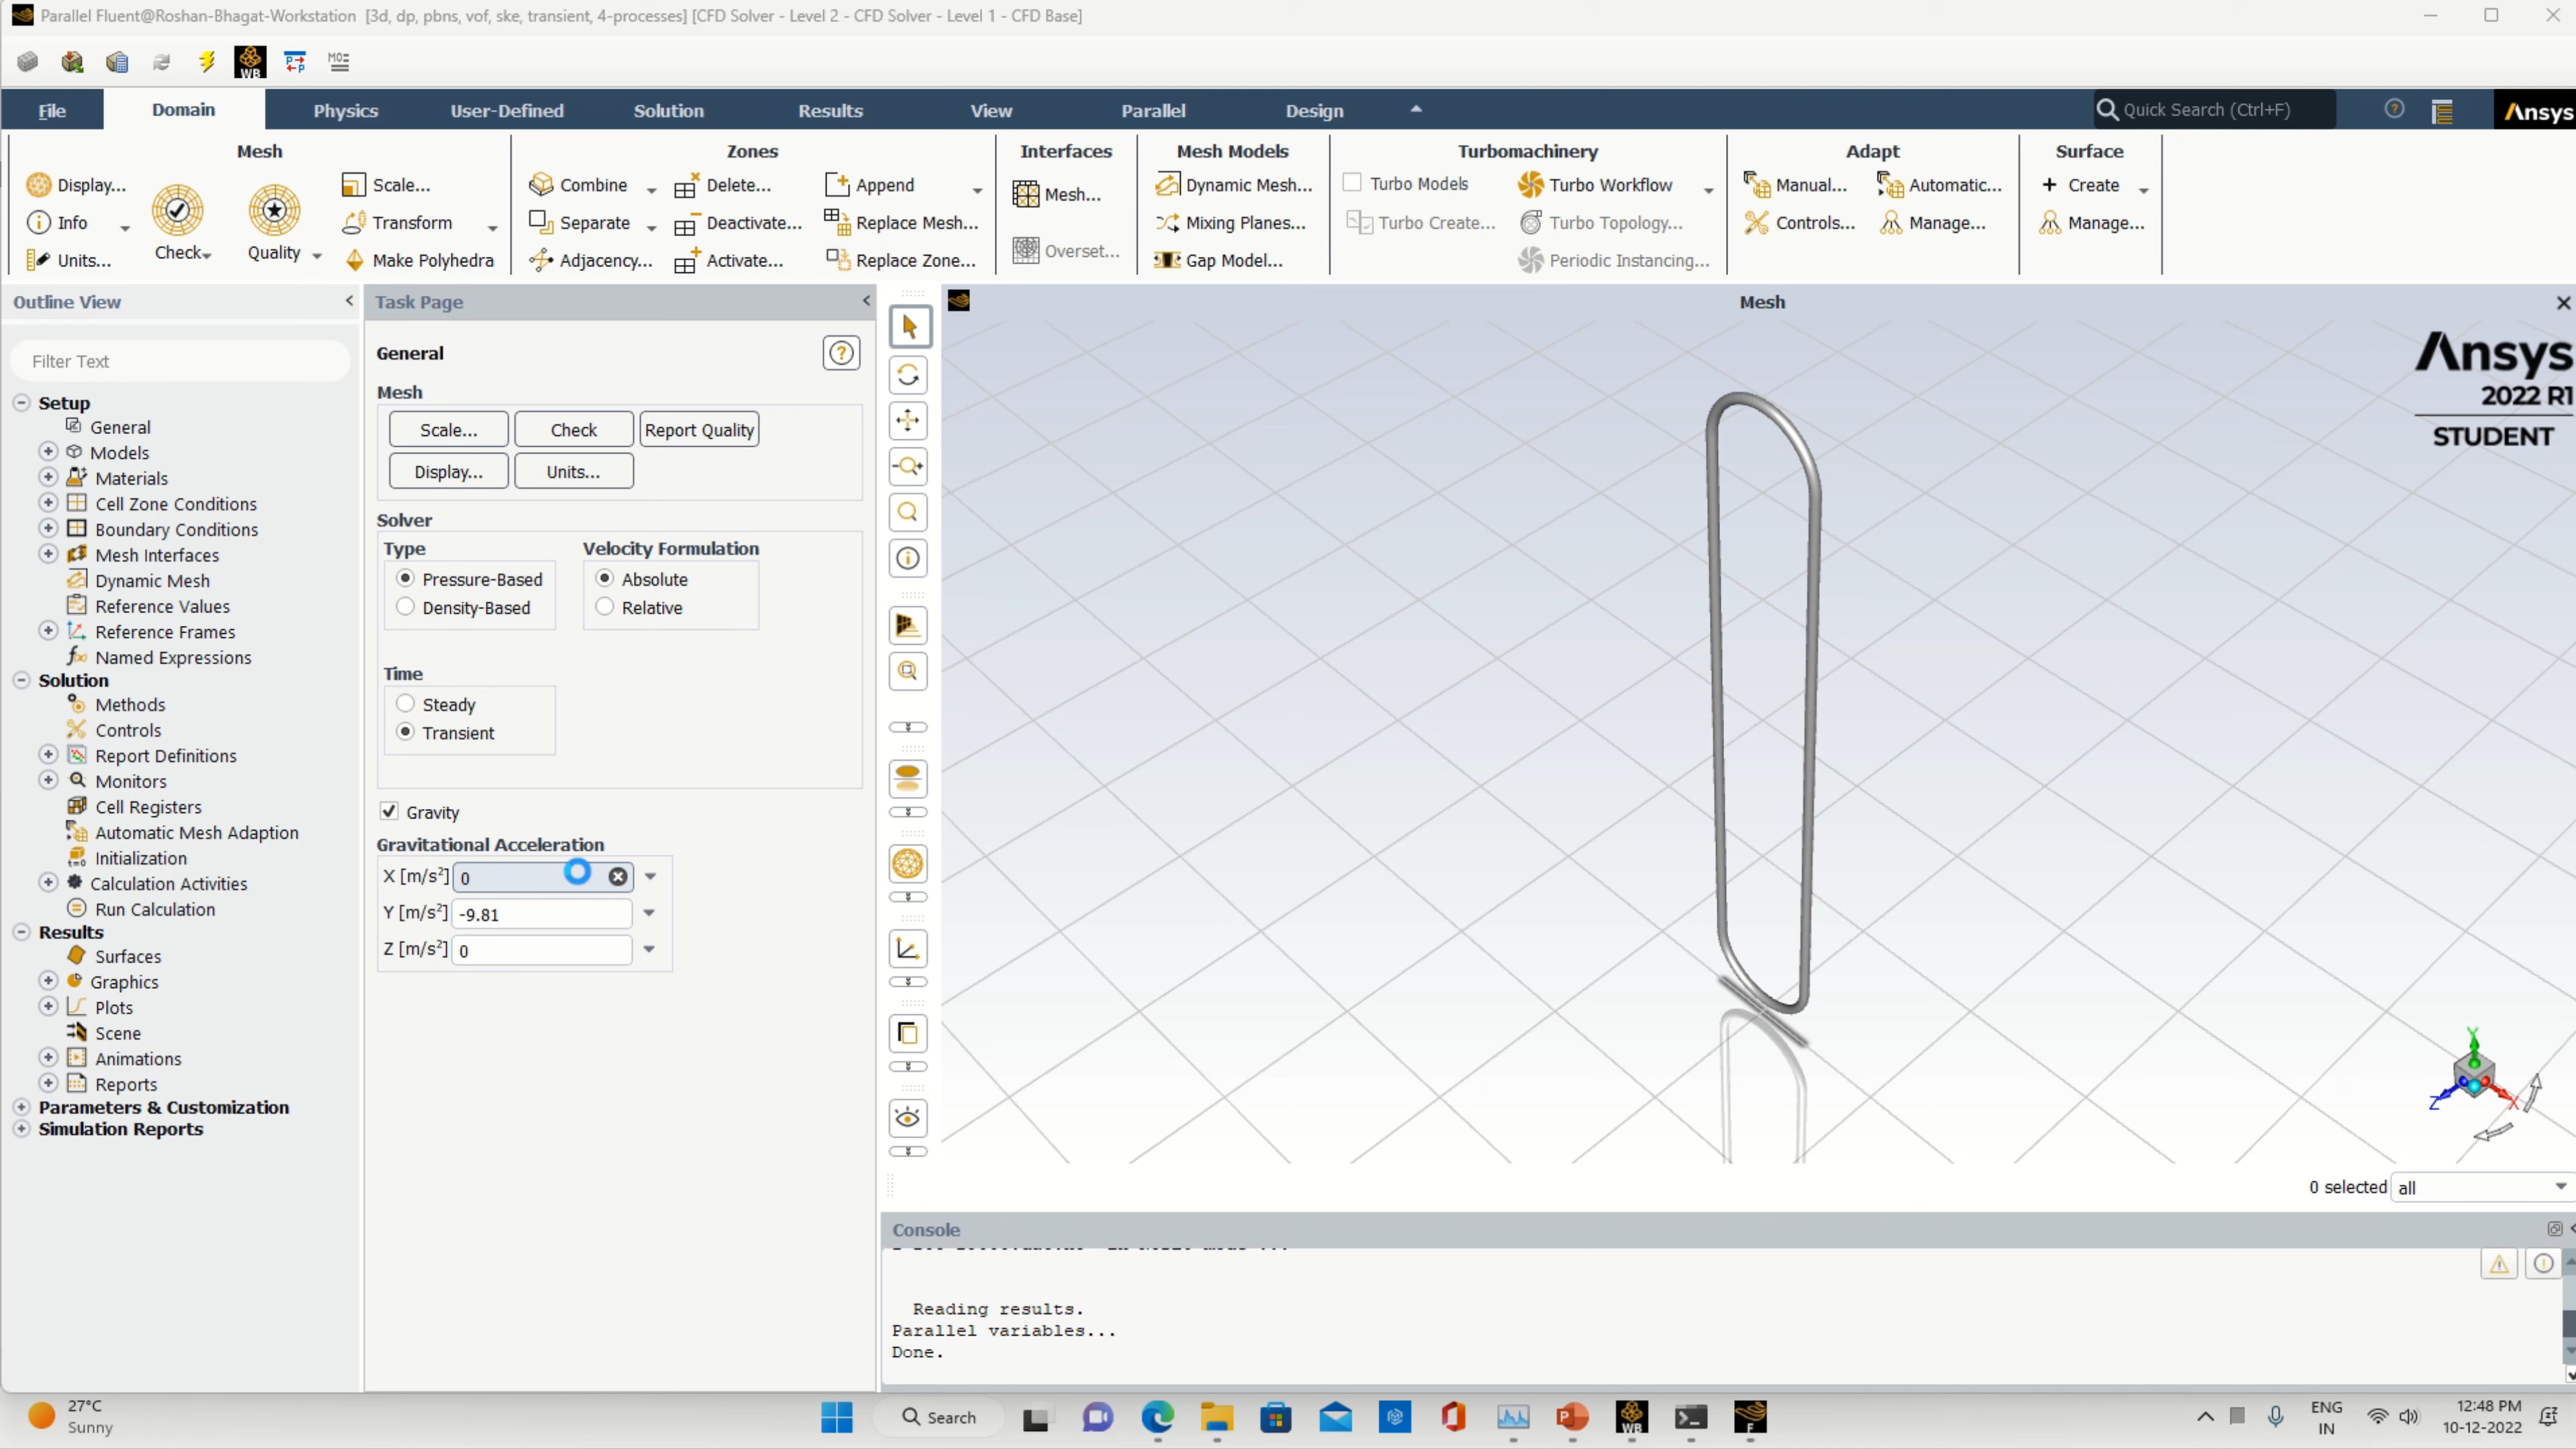 Parallel Fluent@Roshan-Bhagat-Workstation [3d, dp, pbns, vof, ske, transient, 4-processes] [CFD Solver - Level 2 - CFD Solver - Level 1 - CFD Base]
WB
File Domain Physics User-Defined Solution Results View Parallel Design Quick Search (Ctrl+F) Ansys
Mesh Zones Interfaces Mesh Models Turbomachinery Adapt Surface
Display... Scale... Combine Delete... Append Mesh... Dynamic Mesh... Turbo Models Turbo Workflow Manual... Automatic... Create
Info Transform Separate Deactivate... Replace Mesh... Mixing Planes... Turbo Create... Turbo Topology... Controls... Manage... Manage...
Check Quality Overset...
Units... Make Polyhedra Adjacency... Activate... Replace Zone... Gap Model... Periodic Instancing...
Outline View
Filter Text
Setup
General
Models
Materials
Cell Zone Conditions
Boundary Conditions
Mesh Interfaces
Dynamic Mesh
Reference Values
Reference Frames
Named Expressions
Solution
Methods
Controls
Report Definitions
Monitors
Cell Registers
Automatic Mesh Adaption
Initialization
Calculation Activities
Run Calculation
Results
Surfaces
Graphics
Plots
Scene
Animations
Reports
Parameters & Customization
Simulation Reports
Task Page
General
Mesh
Scale... Check Report Quality
Display... Units...
Solver
Type Velocity Formulation
Pressure-Based Absolute
Density-Based Relative
Time
Steady
Transient
Gravity
Gravitational Acceleration
X [m/s²] 0
Y [m/s²] -9.81
Z [m/s²] 0
Mesh
Ansys
2022 R1
STUDENT
Y
Z X
0 selected all
Console
Reading results.
Parallel variables...
Done.
27°C
Sunny
Search
WB
F
ENG
IN
12:48 PM
10-12-2022